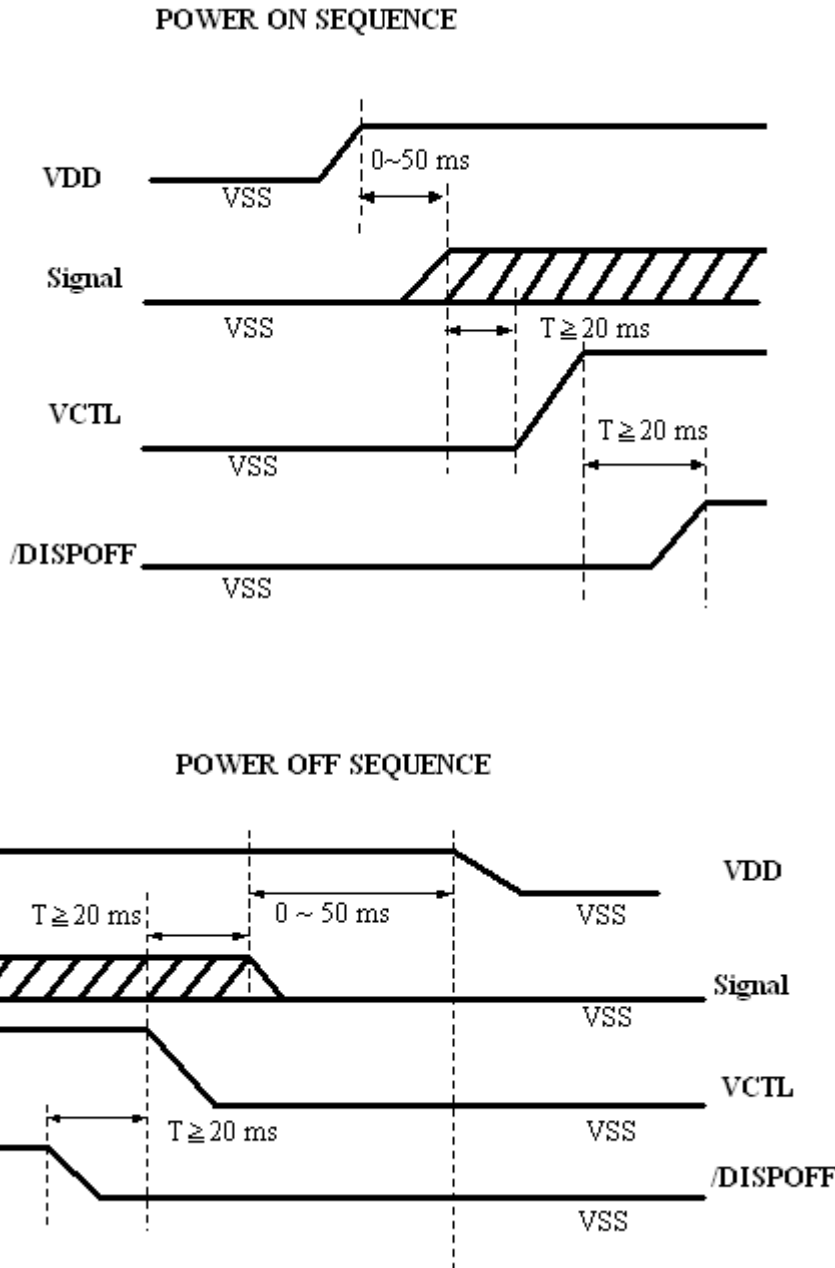 POWER ON SEQUENCE
0~50 ms
VDD
VSS
Signal
VSS
T≧20 ms
VCTL
T≧20 ms
VSS
/DISPOFF
VSS
POWER OFF SEQUENCE
VDD
T≧20 ms
0 ~ 50 ms
VSS
Signal
VSS
VCTL
T≧20 ms
VSS
/DISPOFF
VSS